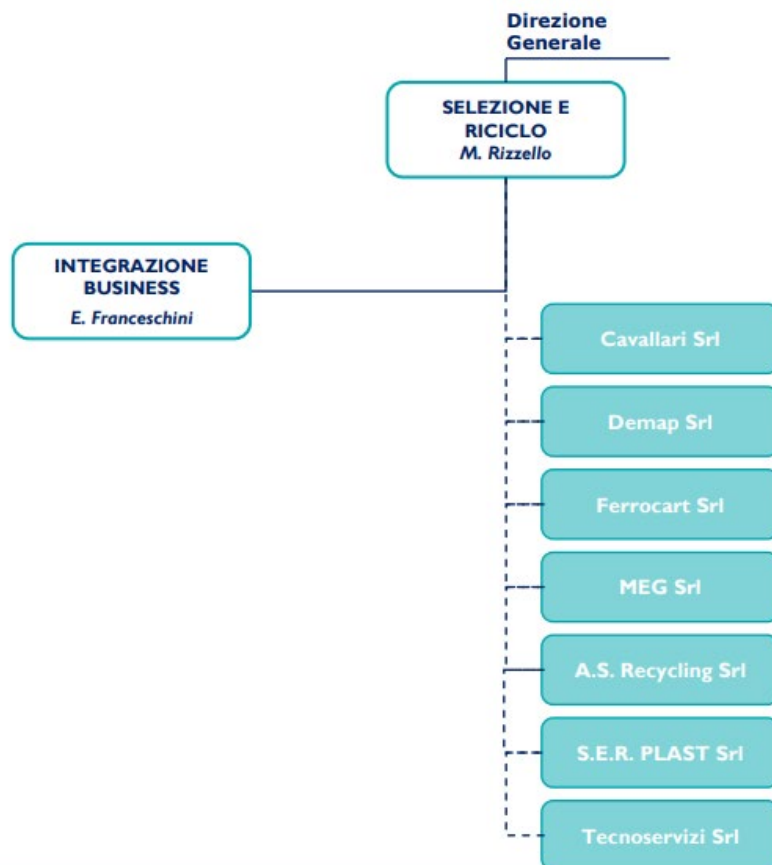 Direzione
Generale
SELEZIONE E
RICICLO
M. Rizzello
INTEGRAZIONE
BUSINESS
E. Franceschini
Cavallari Srl
Demap Srl
Ferrocart Srl
MEG Srl
A.S. Recycling Srl
S.E.R. PLAST Srl
Tecnoservizi Srl